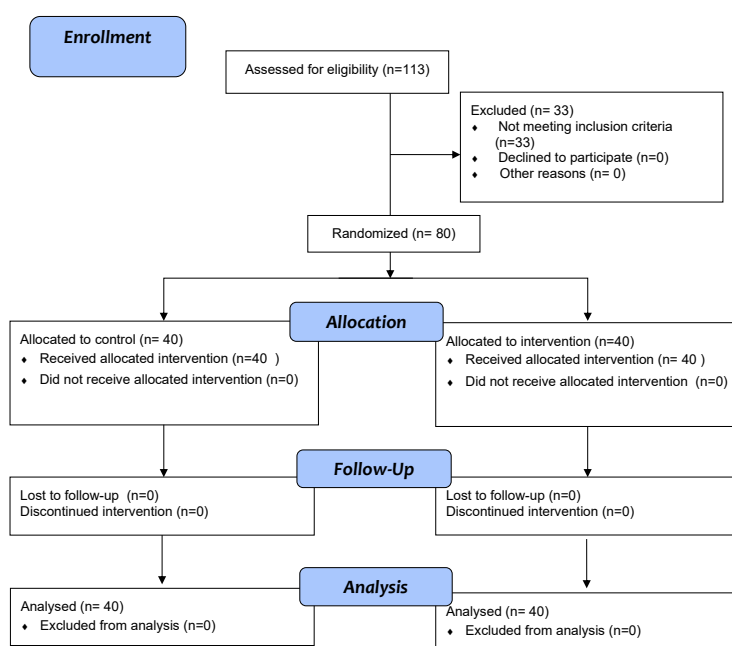 Enrollment
Assessed for eligibility (n=113)
Excluded (n= 33)
♦ Not meeting inclusion criteria
(n=33)
♦ Declined to participate (n=0)
♦ Other reasons (n= 0)
Randomized (n= 80)
Allocation
Allocated to control (n= 40)
♦ Received allocated intervention (n=40 )
♦ Did not receive allocated intervention (n=0)
Allocated to intervention (n=40)
♦ Received allocated intervention (n= 40 )
♦ Did not receive allocated intervention (n=0)
Follow-Up
Lost to follow-up (n=0)
Discontinued intervention (n=0)
Lost to follow-up (n=0)
Discontinued intervention (n=0)
Analysis
Analysed (n= 40)
♦ Excluded from analysis (n=0)
Analysed (n= 40)
♦ Excluded from analysis (n=0)